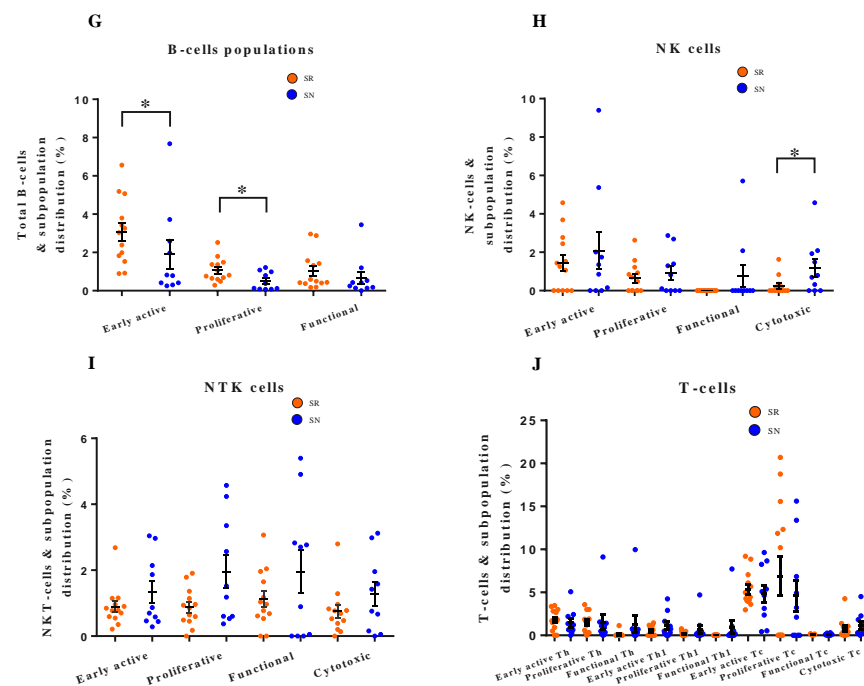 G
B-cells populations
SR
SN
Total B-cells
& subpopulation
distribution (%)
10
8
6
4
2
0
*
*
Early active
Proliferative
Functional
H
NK cells
SR
SN
NK-cells &
subpopulation
distribution (%)
10
8
6
4
2
0
*
Early active
Proliferative
Functional
Cytotoxic
I
NTK cells
SR
SN
NKT-cells & subpopulation
distribution (%)
6
4
2
0
Early active
Proliferative
Functional
Cytotoxic
J
T-cells
SR
SN
T-cells & subpopulation
distribution (%)
25
20
15
10
5
0
Early active Th
Proliferative Th
Functional Th
Early active Th1
Proliferative Th1
Functional Th1
Early active Tc
Proliferative Tc
Functional Tc
Cytotoxic Tc